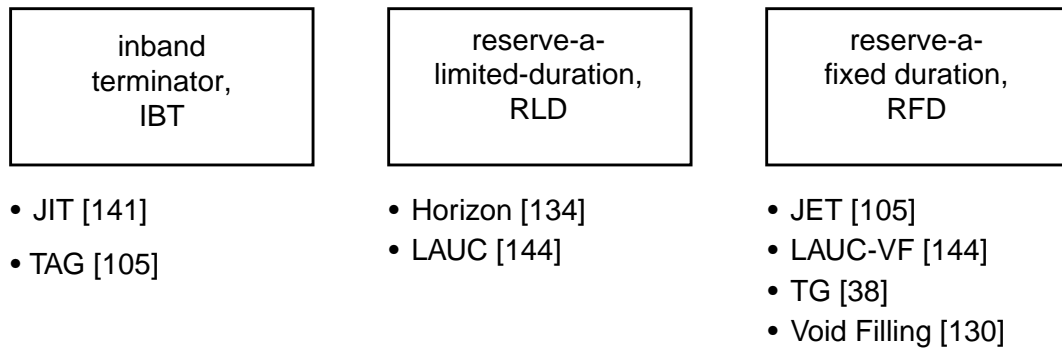 inband
terminator,
IBT
• JIT [141]
• TAG [105]
reserve-a-
limited-duration,
RLD
• Horizon [134]
• LAUC [144]
reserve-a-
fixed duration,
RFD
• JET [105]
• LAUC-VF [144]
• TG [38]
• Void Filling [130]